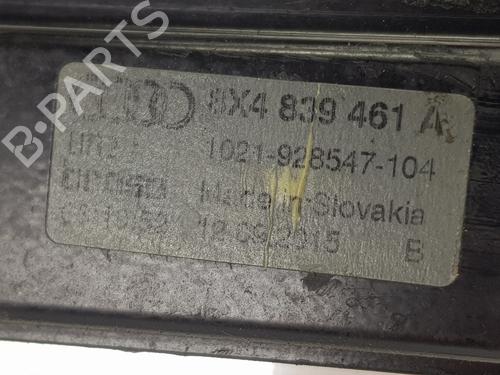 B-PARTS
8X4 839 461 A
1021-928547-104
Made in Slovakia
12.09.2015 B